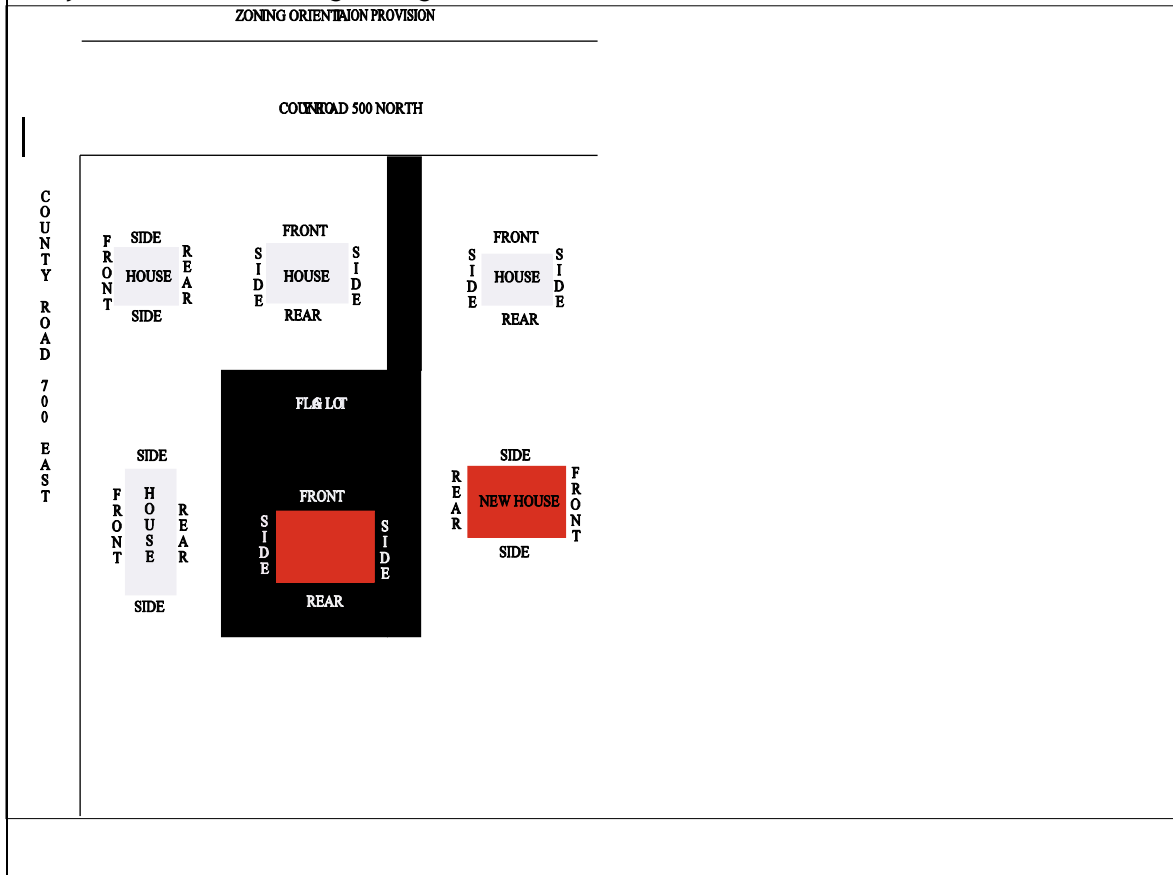 ZONING ORIENTAION PROVISION
COUNTY ROAD 500 NORTH
COUNTY ROAD 700 EAST
FRONT
SIDE
HOUSE
SIDE
REAR
SIDE
FRONT
HOUSE
REAR
SIDE
SIDE
FRONT
HOUSE
REAR
SIDE
FLAG LOT
FRONT
SIDE
HOUSE
SIDE
REAR
FRONT
SIDE
SIDE
REAR
REAR
SIDE
NEW HOUSE
SIDE
FRONT